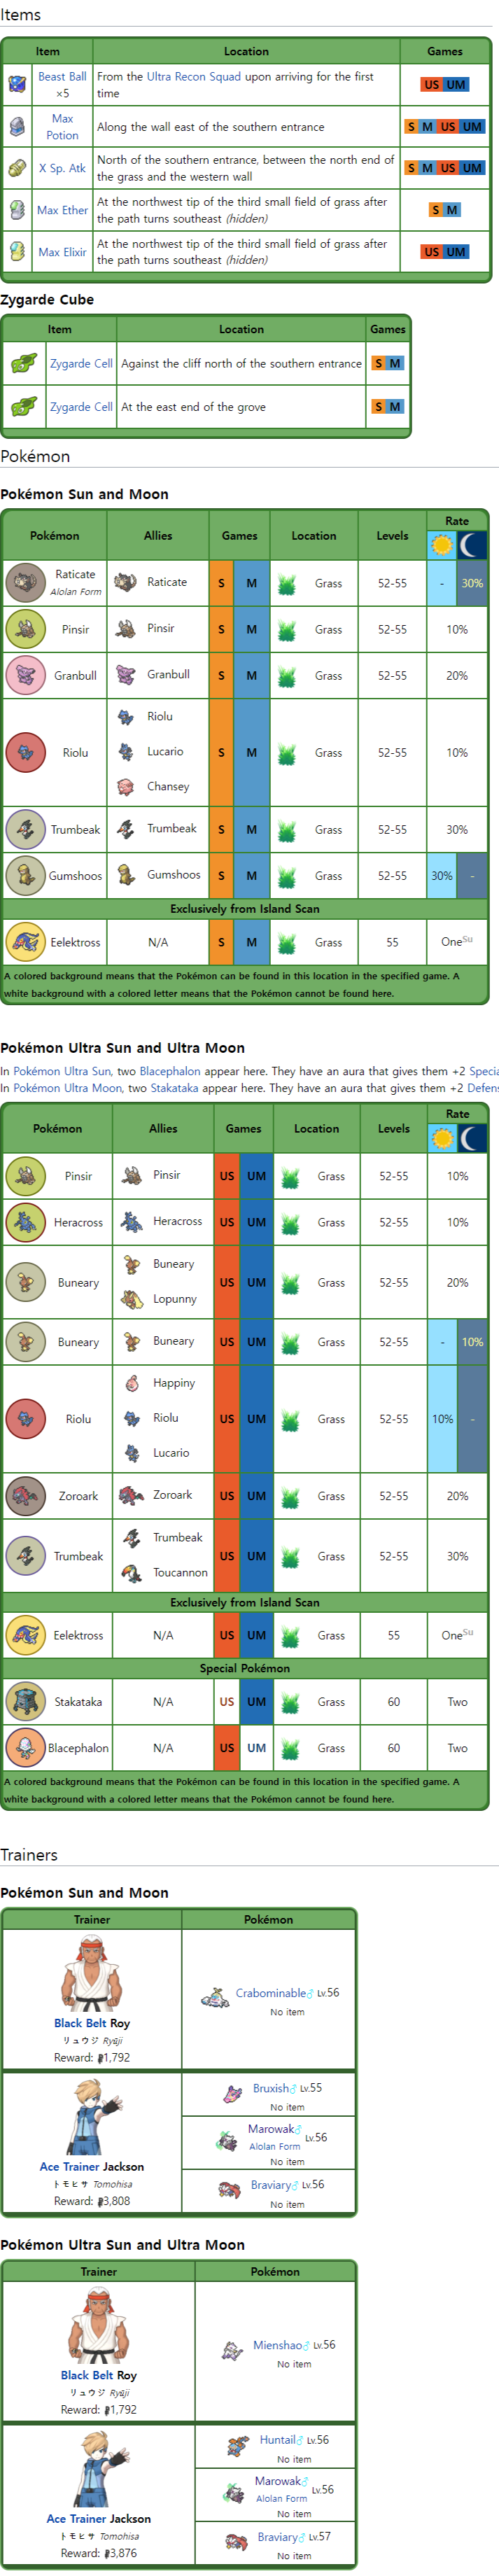 Items
Item Location Games
Beast Ball ×5 From the Ultra Recon Squad upon arriving for the first time US UM
Max Potion Along the wall east of the southern entrance S M US UM
X Sp. Atk North of the southern entrance, between the north end of the grass and the western wall S M US UM
Max Ether At the northwest tip of the third small field of grass after the path turns southeast (hidden) S M
Max Elixir At the northwest tip of the third small field of grass after the path turns southeast (hidden) US UM
Zygarde Cube
Item Location Games
Zygarde Cell Against the cliff north of the southern entrance S M
Zygarde Cell At the east end of the grove S M
Pokémon
Pokémon Sun and Moon
Pokémon Allies Games Location Levels Rate
Raticate Alolan Form Raticate S M Grass 52-55 - 30%
Pinsir Pinsir S M Grass 52-55 10%
Granbull Granbull S M Grass 52-55 20%
Riolu Riolu Lucario Chansey S M Grass 52-55 10%
Trumbeak Trumbeak S M Grass 52-55 30%
Gumshoos Gumshoos S M Grass 52-55 30% -
Exclusively from Island Scan
Eelektross N/A S M Grass 55 One Su
A colored background means that the Pokémon can be found in this location in the specified game. A
white background with a colored letter means that the Pokémon cannot be found here.
Pokémon Ultra Sun and Ultra Moon
In Pokémon Ultra Sun, two Blacephalon appear here. They have an aura that gives them +2 Specia
In Pokémon Ultra Moon, two Stakataka appear here. They have an aura that gives them +2 Defens
Pokémon Allies Games Location Levels Rate
Pinsir Pinsir US UM Grass 52-55 10%
Heracross Heracross US UM Grass 52-55 10%
Buneary Buneary Lopunny US UM Grass 52-55 20%
Buneary Buneary US UM Grass 52-55 - 10%
Riolu Happiny Riolu Lucario US UM Grass 52-55 10% -
Zoroark Zoroark US UM Grass 52-55 20%
Trumbeak Trumbeak Toucannon US UM Grass 52-55 30%
Exclusively from Island Scan
Eelektross N/A US UM Grass 55 One Su
Special Pokémon
Stakataka N/A US UM Grass 60 Two
Blacephalon N/A US UM Grass 60 Two
A colored background means that the Pokémon can be found in this location in the specified game. A
white background with a colored letter means that the Pokémon cannot be found here.
Trainers
Pokémon Sun and Moon
Trainer Pokémon
Crabominable♂ Lv.56
No item
Black Belt Roy
リュウジ Ryūji
Reward: 1,792
Bruxish♂ Lv.55
No item
Marowak♂ Lv.56
Alolan Form
No item
Braviary♂ Lv.56
No item
Ace Trainer Jackson
トモヒサ Tomohisa
Reward: 3,808
Pokémon Ultra Sun and Ultra Moon
Trainer Pokémon
Mienshao♂ Lv.56
No item
Black Belt Roy
リュウジ Ryūji
Reward: 1,792
Huntail♂ Lv.56
No item
Marowak♂ Lv.56
Alolan Form
No item
Braviary♂ Lv.57
No item
Ace Trainer Jackson
トモヒサ Tomohisa
Reward: 3,876